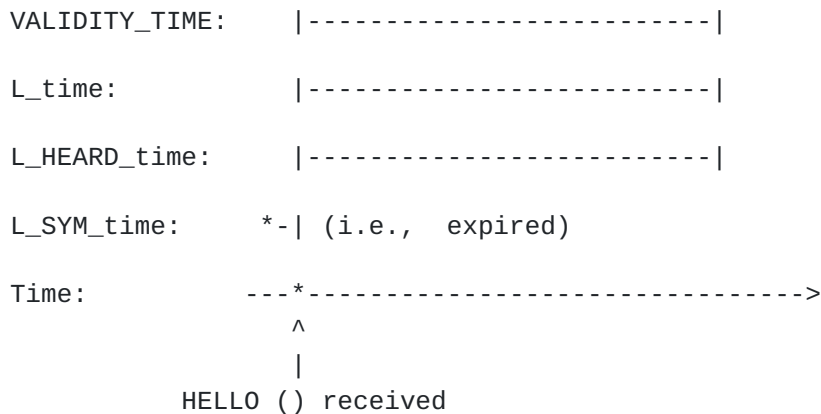 VALIDITY_TIME:    |--------------------------|
L_time:           |--------------------------|
L_HEARD_time:     |--------------------------|
L_SYM_time:     *-| (i.e.,  expired)
Time:          ---*-------------------------------->
                  ^
                  |
           HELLO () received